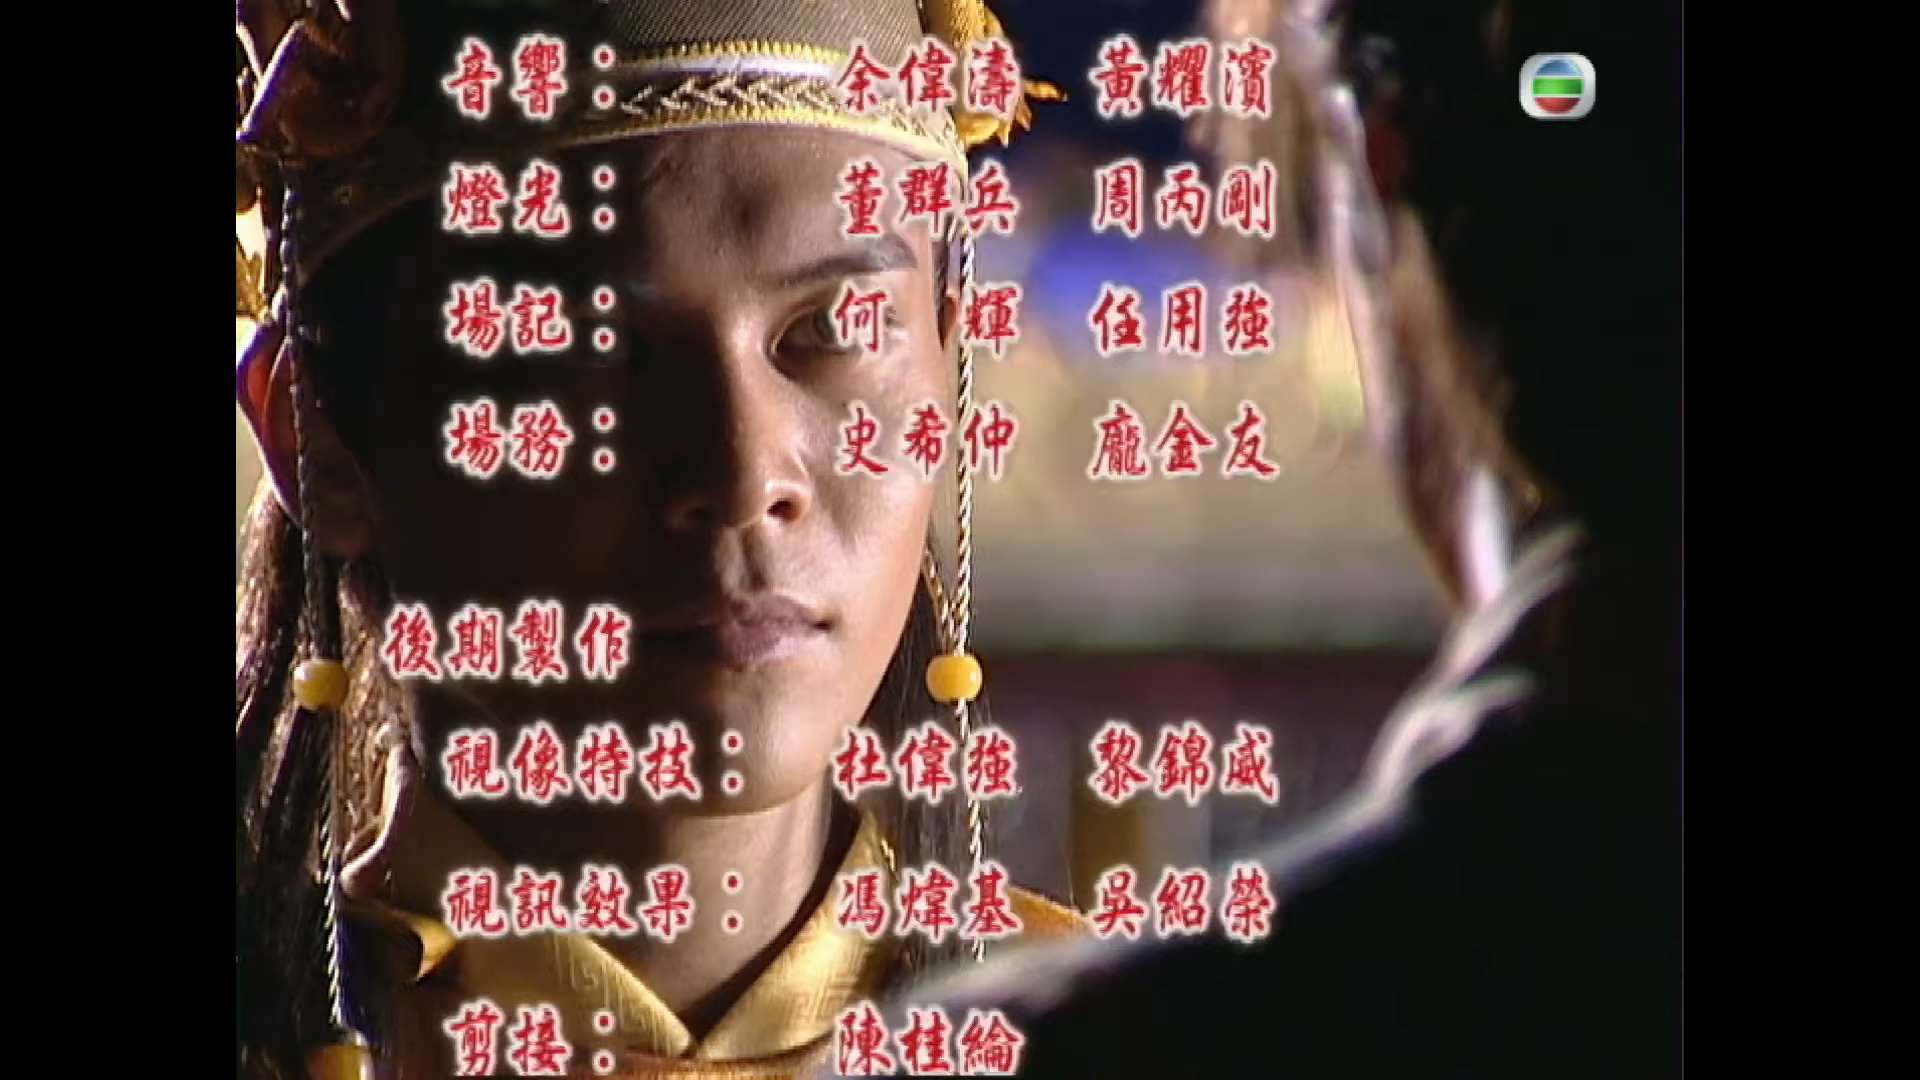 音響： 余偉濤 黃耀濱
燈光： 董群兵 周丙剛
場記： 何 輝 任用強
場務： 史希仲 龐金友
後期製作
視像特技： 杜偉強 黎錦威
視訊效果： 馮煒基 吳紹榮
剪接： 陳桂綸